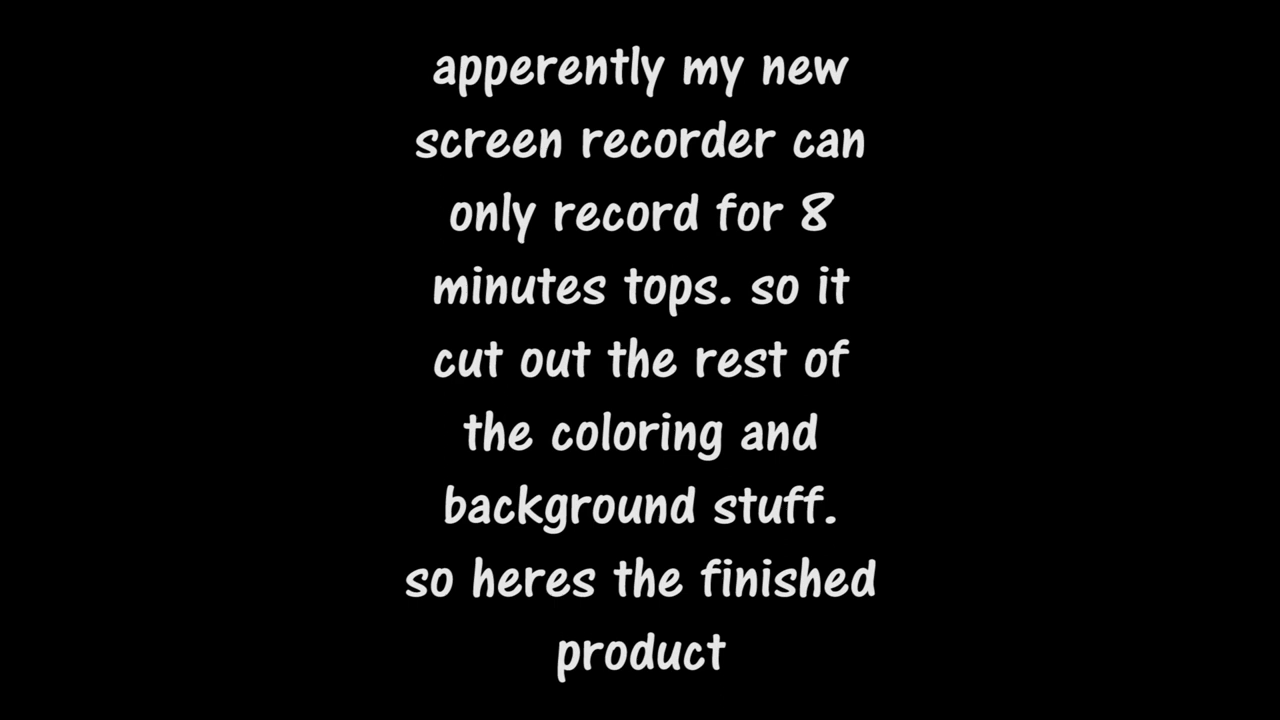 apperently my new
screen recorder can
only record for 8
minutes tops. so it
cut out the rest of
the coloring and
background stuff.
so heres the finished
product